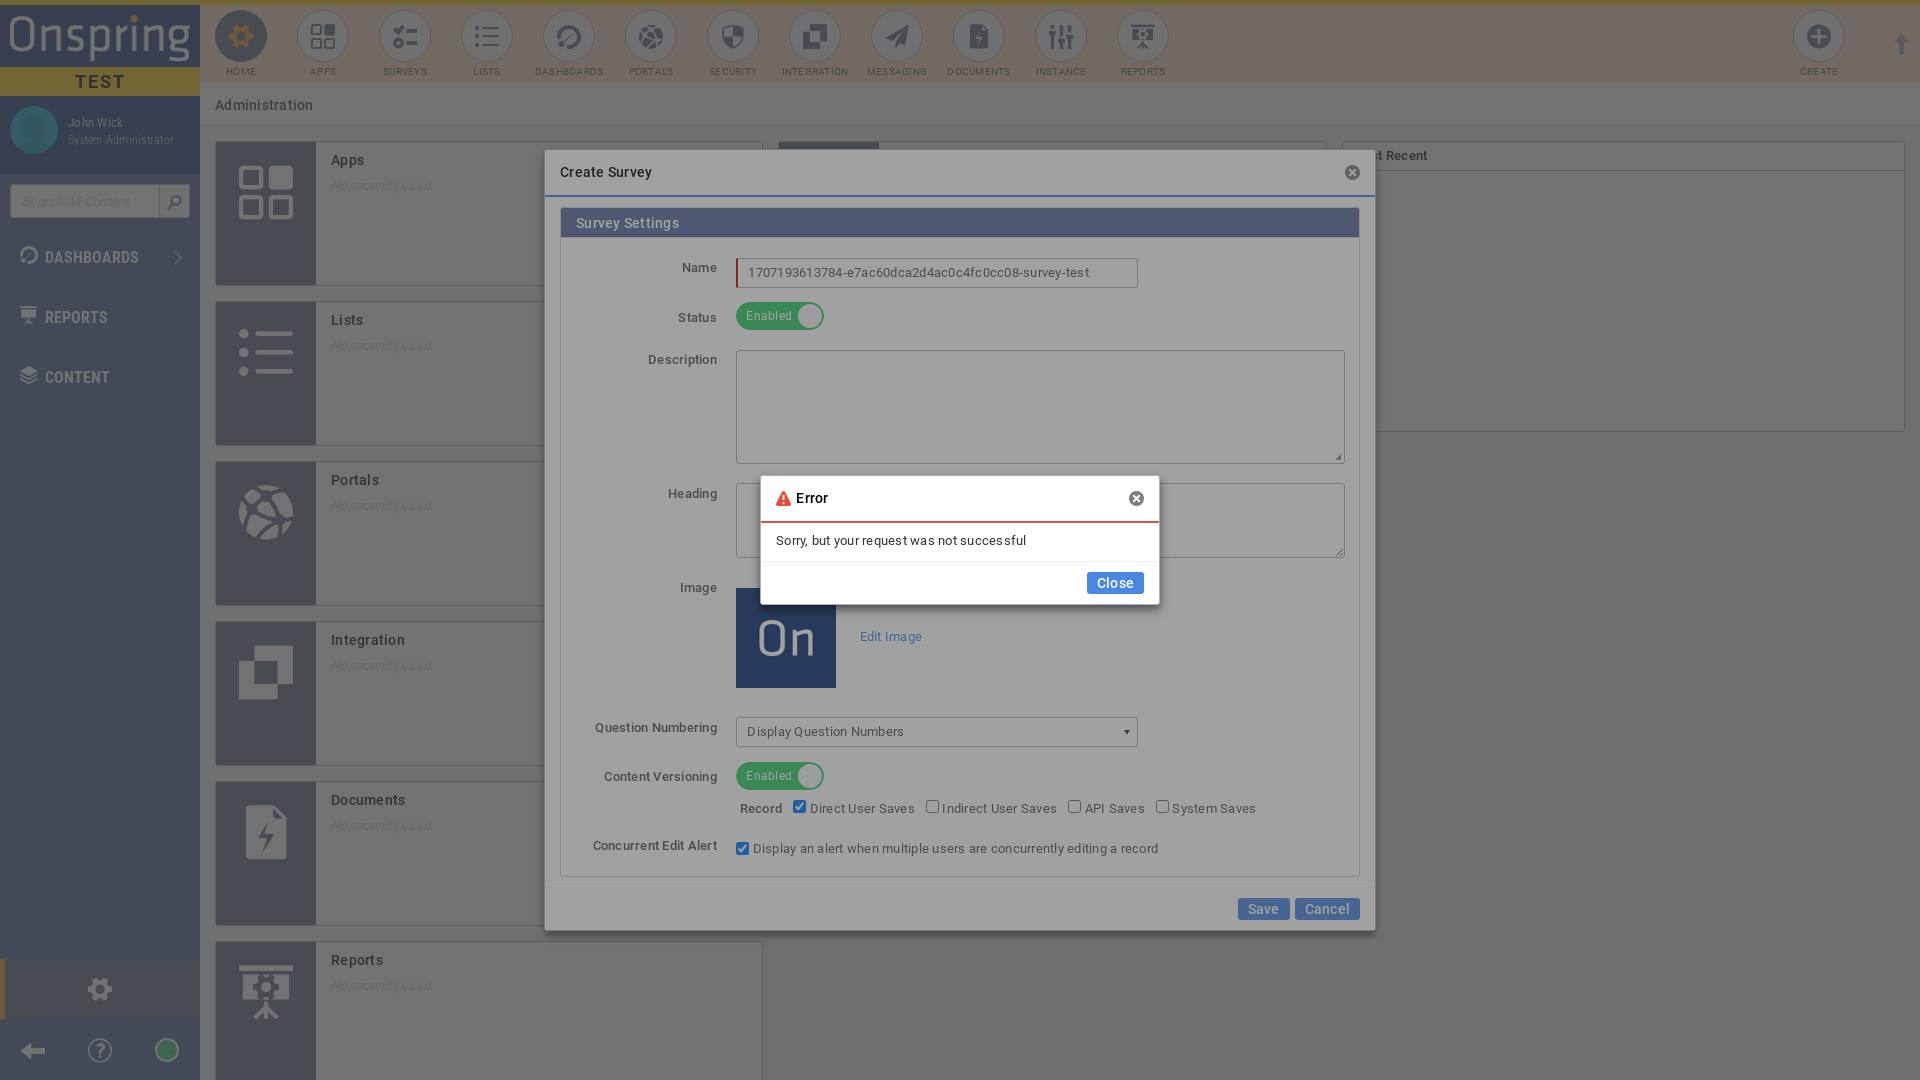 Onspring
TEST
John Wick
System Administrator
Search All Content
DASHBOARDS
REPORTS
CONTENT
HOME
APPS
SURVEYS
LISTS
DASHBOARDS
PORTALS
SECURITY
INTEGRATION
MESSAGING
DOCUMENTS
INSTANCE
REPORTS
CREATE
Administration
Apps
No recently used
Lists
No recently used
Portals
No recently used
Integration
No recently used
Documents
No recently used
Reports
No recently used
Recent
Create Survey
Survey Settings
Name
1707193613784-e7ac60dca2d4ac0c4fc0cc08-survey-test
Status
Enabled
Description
Heading
Error
Sorry, but your request was not successful
Close
Image
On
Edit Image
Question Numbering
Display Question Numbers
Content Versioning
Enabled
Record Direct User Saves Indirect User Saves API Saves System Saves
Concurrent Edit Alert
Display an alert when multiple users are concurrently editing a record
Save
Cancel